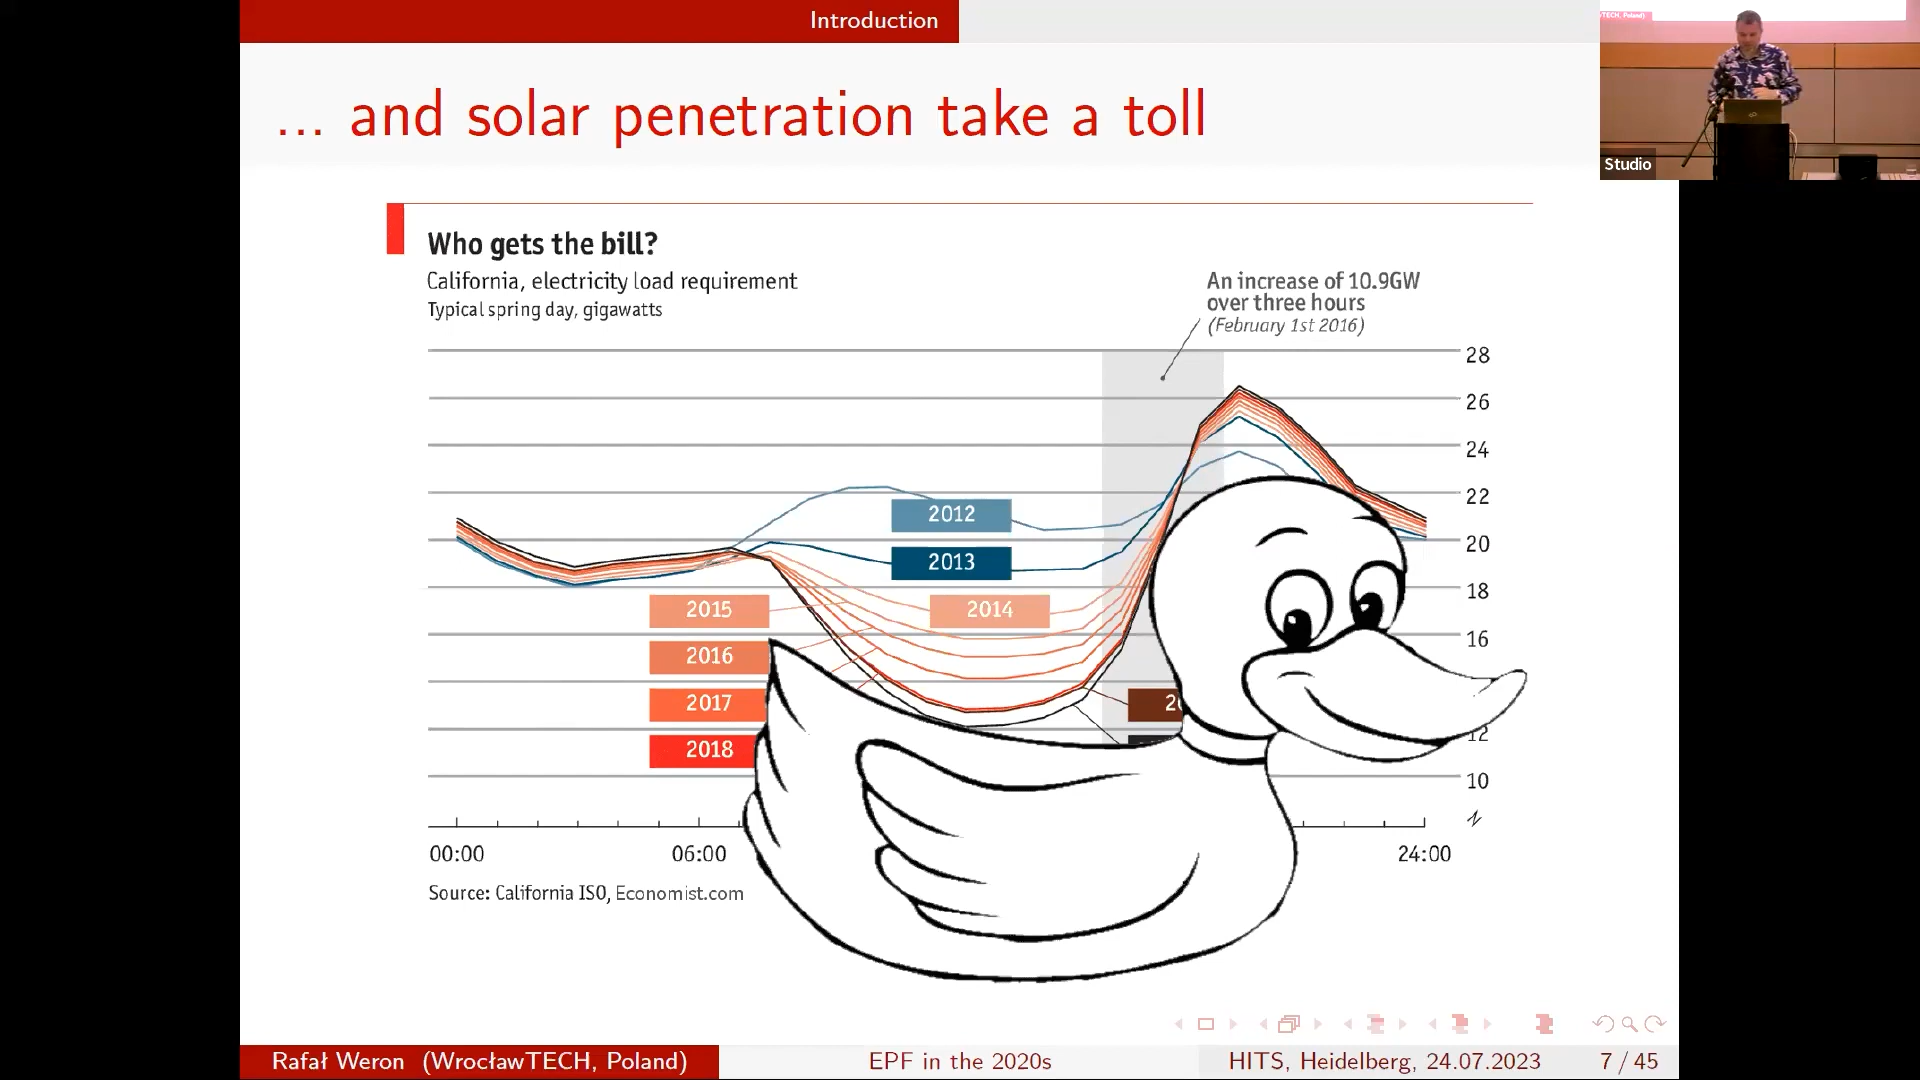 Introduction
... and solar penetration take a toll
Studio
Who gets the bill?
California, electricity load requirement
Typical spring day, gigawatts
An increase of 10.9GW
over three hours
(February 1st 2016)
28
26
24
22
20
18
16
12
10
2012
2013
2015
2014
2016
2017
2018
00:00
06:00
24:00
Source: California ISO, Economist.com
Rafał Weron (WrocławTECH, Poland)
EPF in the 2020s
HITS, Heidelberg, 24.07.2023
7 / 45